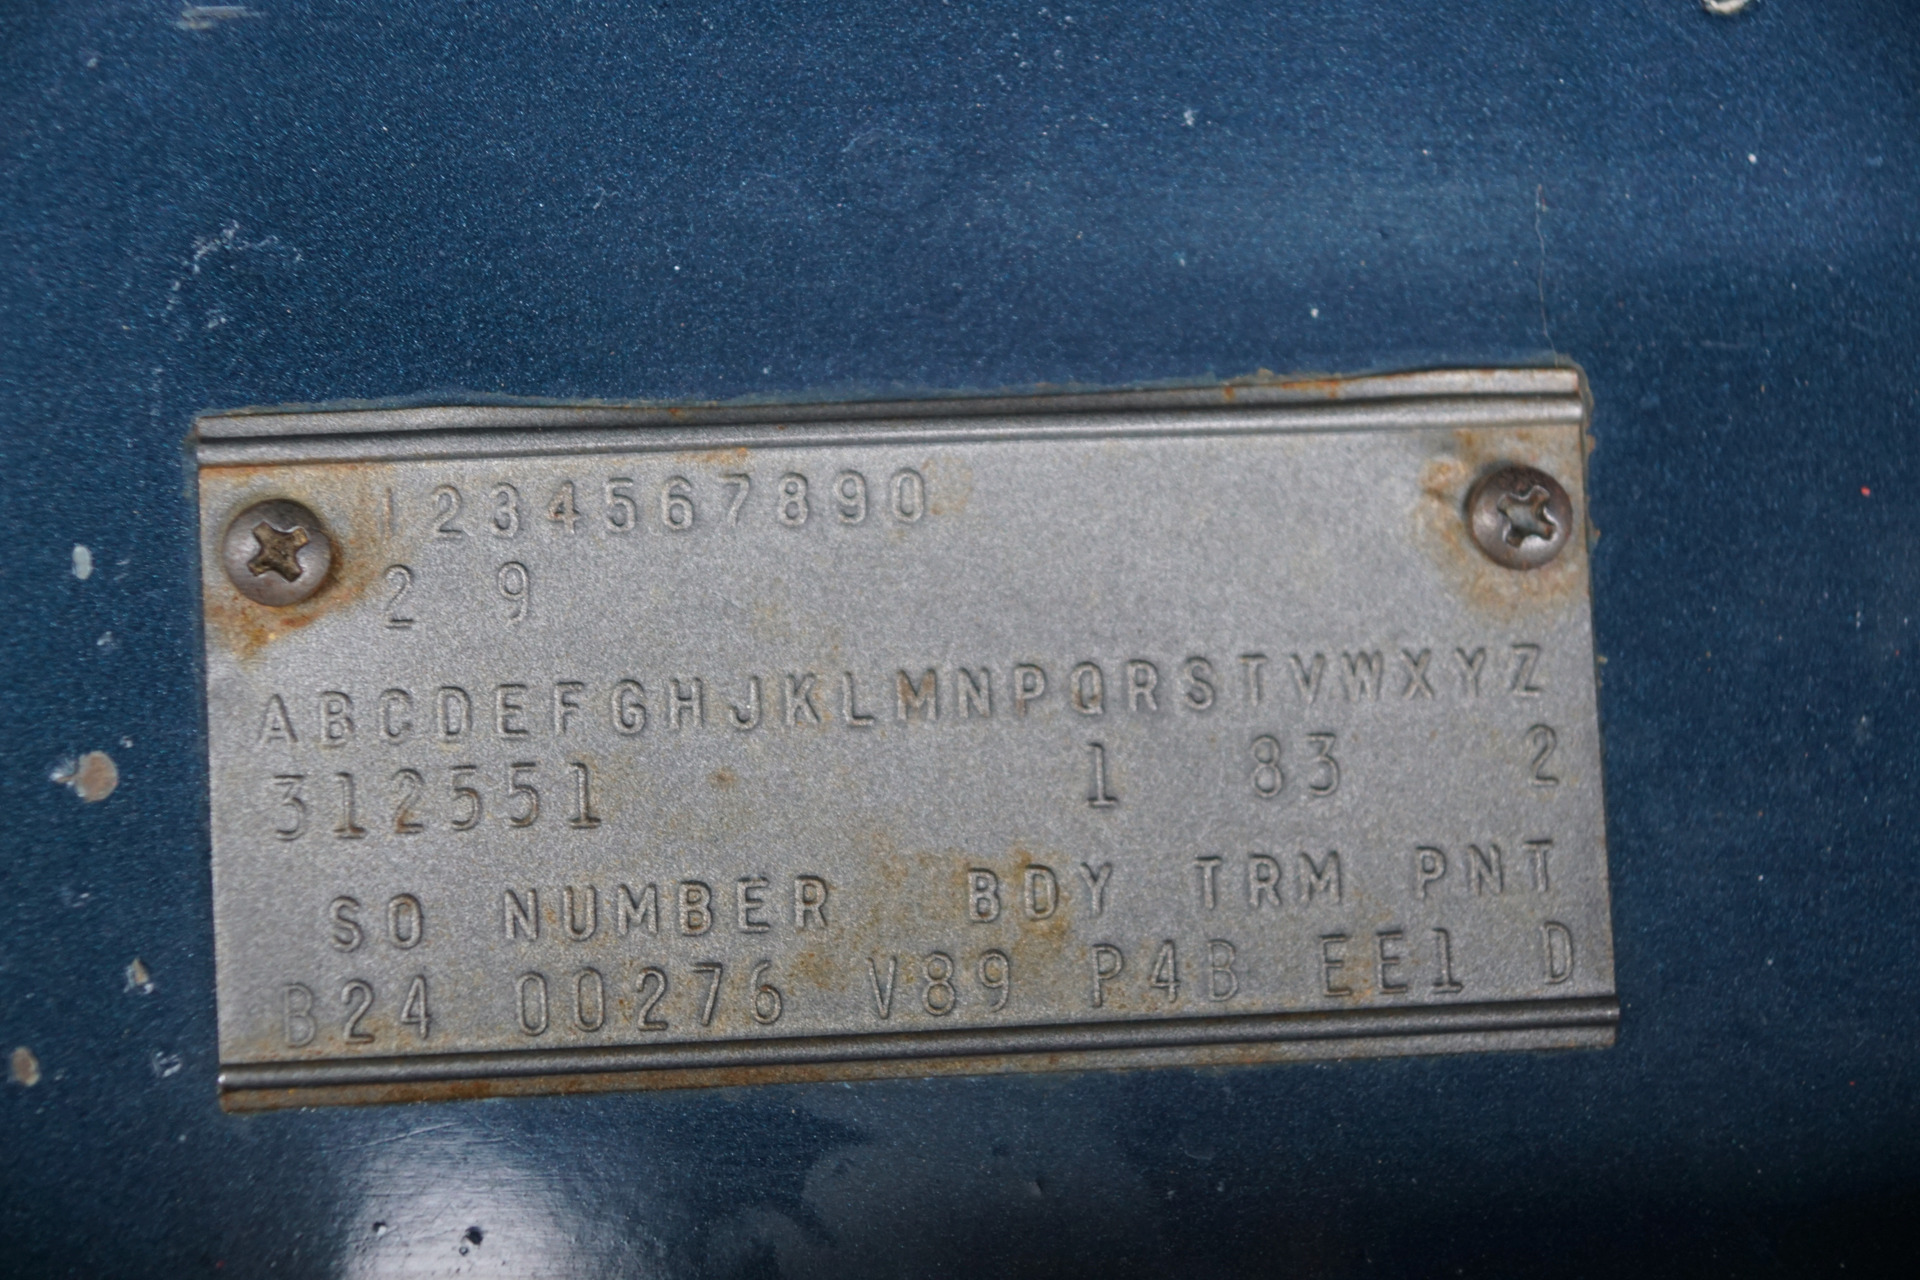 1234567890
2 9
ABCDEFGHJKLMNPQRSTVWXYZ
312551 1 83 2
SO NUMBER BDY TRM PNT
B24 00276 V89 P4B EE1 D